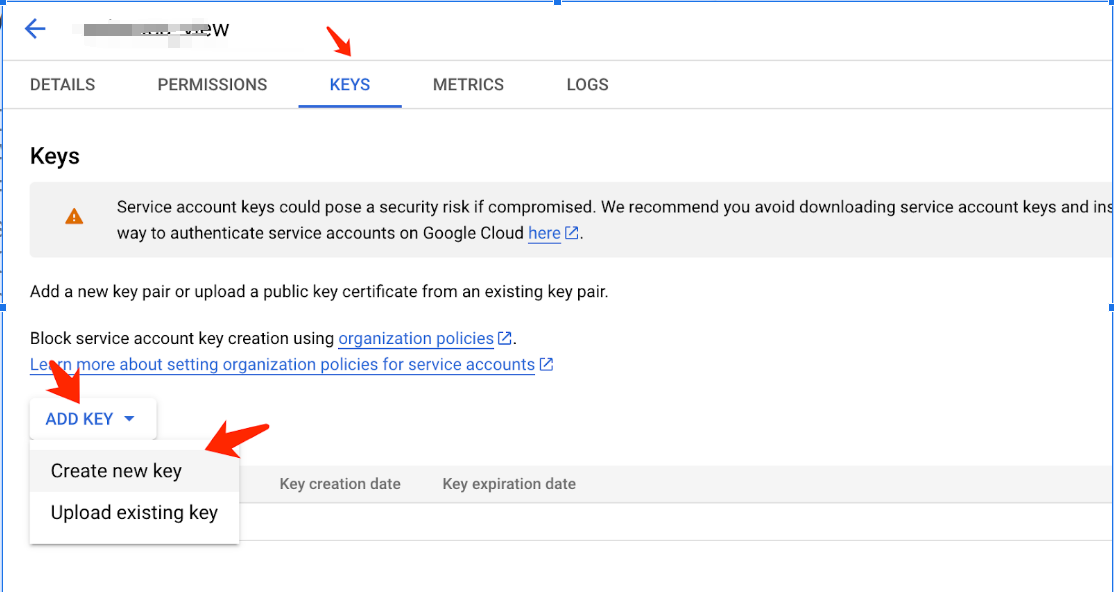 DETAILS PERMISSIONS KEYS METRICS LOGS
Keys
Service account keys could pose a security risk if compromised. We recommend you avoid downloading service account keys and
way to authenticate service accounts on Google Cloud here.
Add a new key pair or upload a public key certificate from an existing key pair.
Block service account key creation using organization policies.
Learn more about setting organization policies for service accounts
ADD KEY
Create new key
Upload existing key
Key creation date Key expiration date